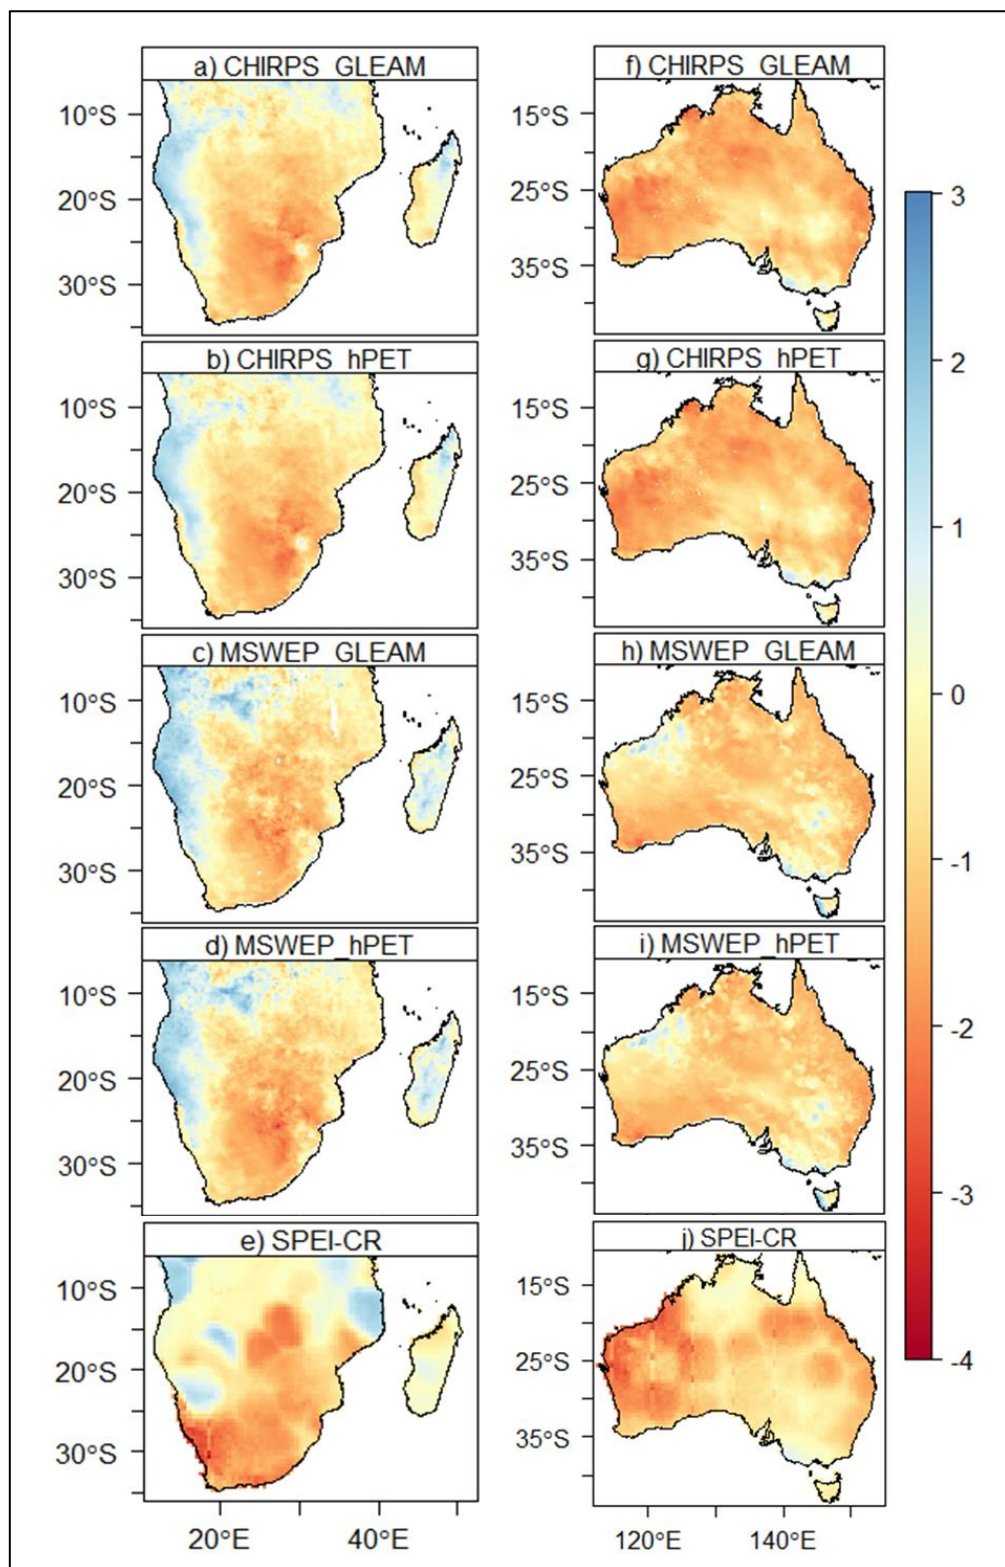 a) CHIRPS_GLEAM
10°S
20°S
30°S
b) CHIRPS_hPET
10°S
20°S
30°S
c) MSWEP_GLEAM
10°S
20°S
30°S
d) MSWEP_hPET
10°S
20°S
30°S
e) SPEI-CR
10°S
20°S
30°S
20°E
40°E
f) CHIRPS_GLEAM
15°S
25°S
35°S
g) CHIRPS_hPET
15°S
25°S
35°S
h) MSWEP_GLEAM
15°S
25°S
35°S
i) MSWEP_hPET
15°S
25°S
35°S
j) SPEI-CR
15°S
25°S
35°S
120°E
140°E
3
2
1
0
-1
-2
-3
-4